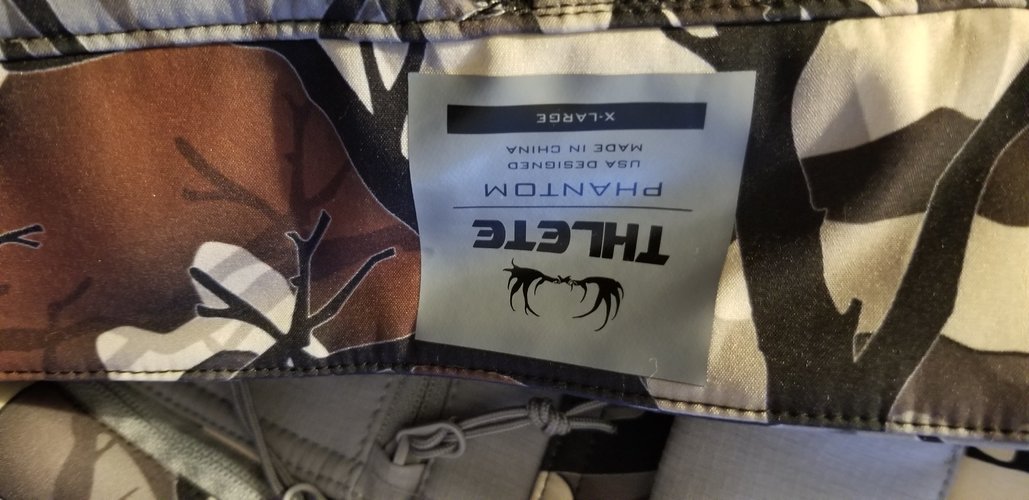 THLETE
PHANTOM
USA DESIGNED
MADE IN CHINA
X-LARGE